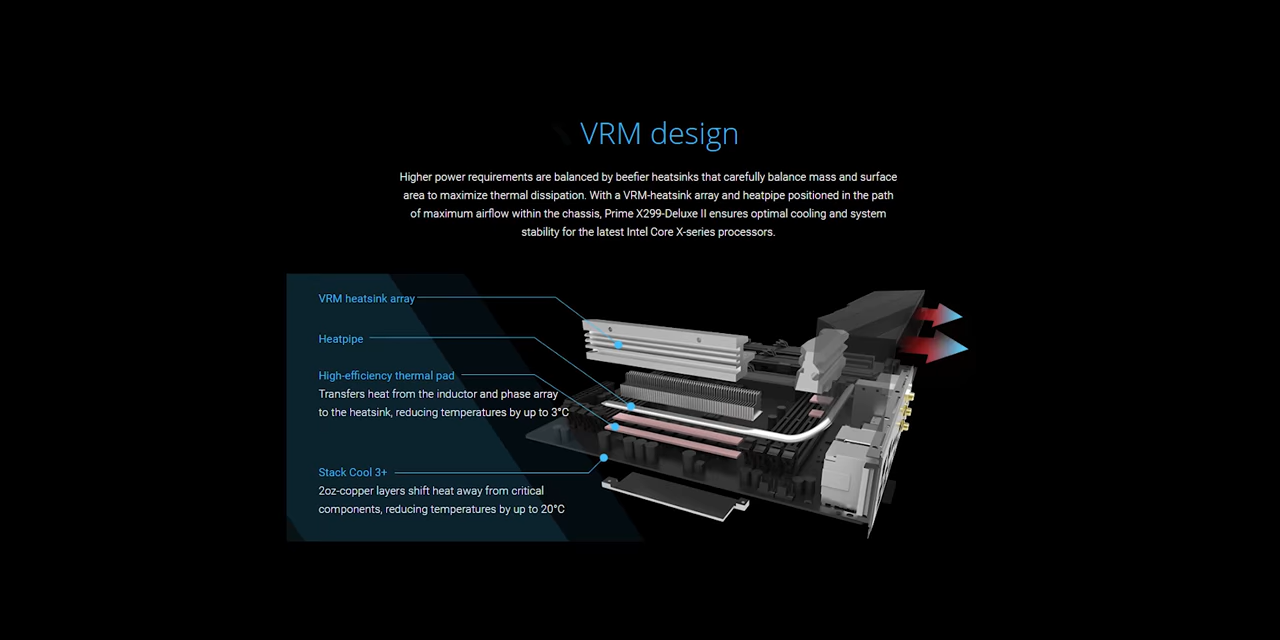 VRM design
Higher power requirements are balanced by beefier heatsinks that carefully balance mass and surface
area to maximize thermal dissipation. With a VRM-heatsink array and heatpipe positioned in the path
of maximum airflow within the chassis, Prime X299-Deluxe II ensures optimal cooling and system
stability for the latest Intel Core X-series processors.
VRM heatsink array
Heatpipe
High-efficiency thermal pad
Transfers heat from the inductor and phase array
to the heatsink, reducing temperatures by up to 3°C
Stack Cool 3+
2oz-copper layers shift heat away from critical
components, reducing temperatures by up to 20°C